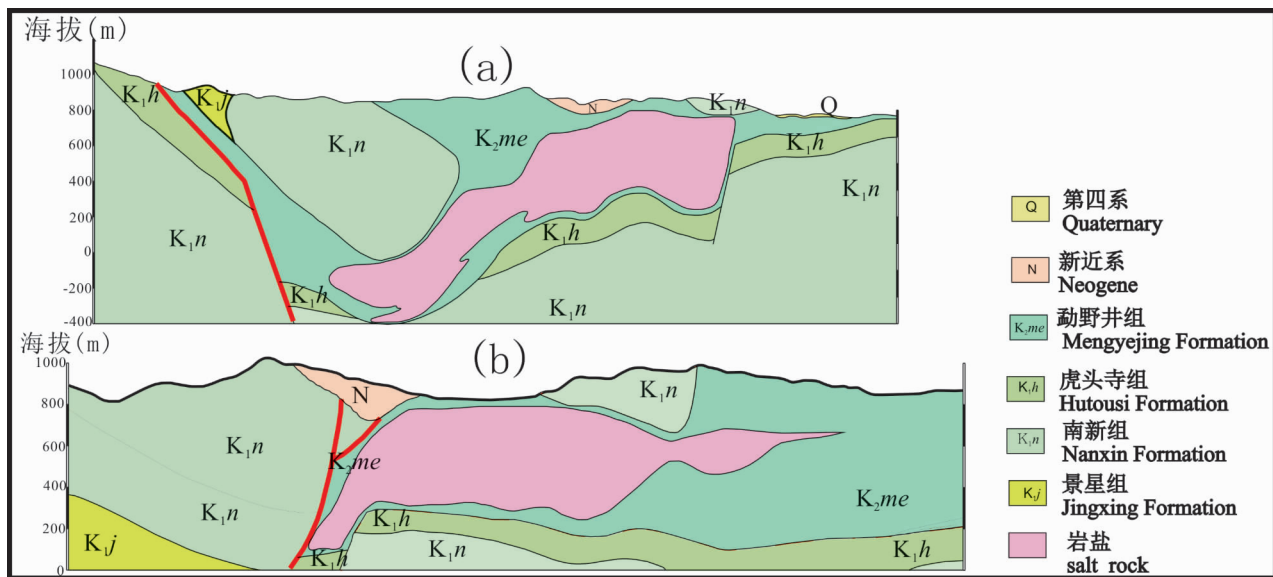 海拔(m)
(a)
1000
800
600
400
200
0
-200
-400
K₁h
K₁j
K₁n
K₂me
N
K₁n
Q
K₁h
K₁n
K₁n
K₁h
K₁h
K₁n
海拔(m)
(b)
1000
800
600
400
200
0
N
K₁n
K₁n
K₂me
K₁n
K₂me
K₁j
K₁h
K₁h
K₁n
K₁h
Q 第四系
Quaternary
N 新近系
Neogene
K₂me 勐野井组
Mengyejing Formation
K₁h 虎头寺组
Hutousi Formation
K₁n 南新组
Nanxin Formation
K₁j 景星组
Jingxing Formation
岩盐
salt rock